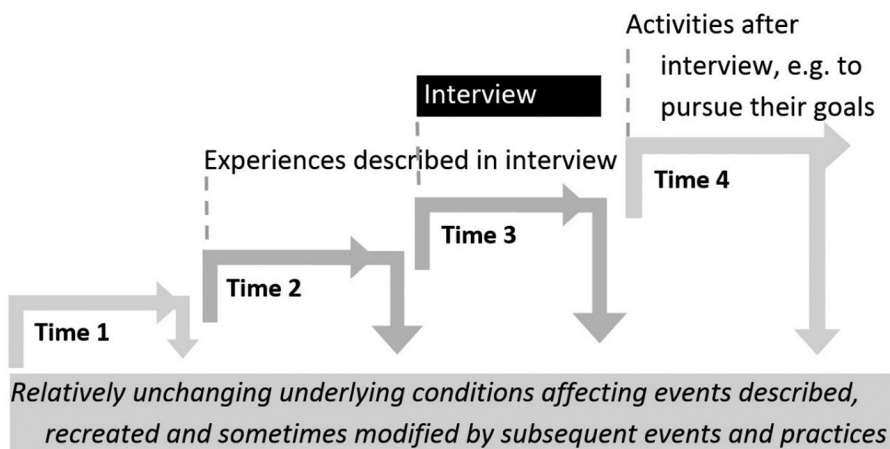 Activities after
interview, e.g. to
pursue their goals
Interview
Experiences described in interview
Time 4
Time 3
Time 2
Time 1
Relatively unchanging underlying conditions affecting events described,
recreated and sometimes modified by subsequent events and practices